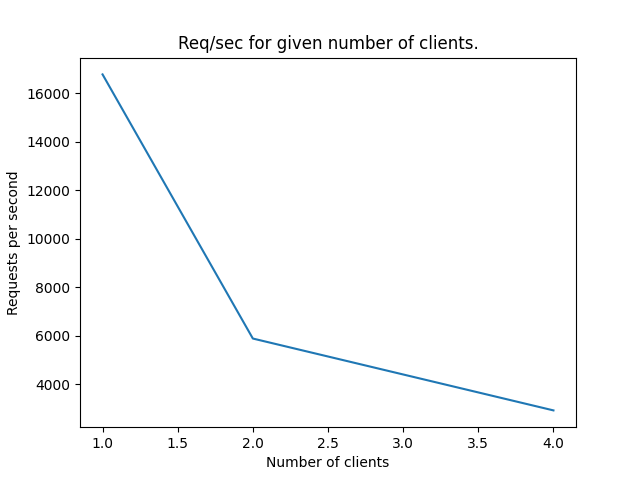 Req/sec for given number of clients.
16000
14000
12000
10000
8000
6000
4000
Requests per second
1.0 1.5 2.0 2.5 3.0 3.5 4.0
Number of clients